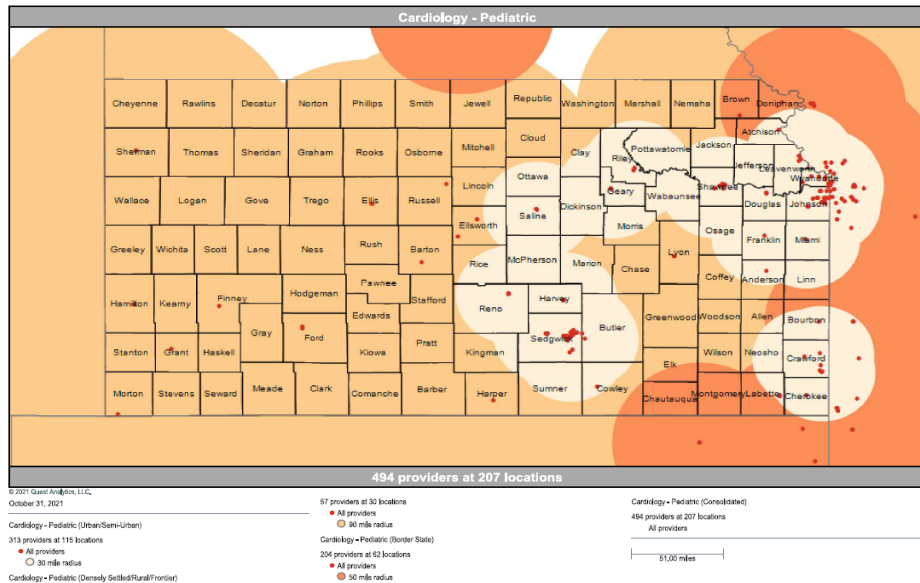 Cardiology - Pediatric
Cheyenne Rawlins Decatur Norton Phillips Smith Jewell Republic Washington Marshall Nemaha Brown Doniphan
Sherman Thomas Sheridan Graham Rooks Osborne Mitchell Cloud Clay Riley Pottawatomie Jackson Atchison
Jefferson Leavenworth Wyandotte
Wallace Logan Gove Trego Ellis Russell Lincoln Ottawa Saline Dickinson Geary Wabaunsee Shawnee Douglas Johnson
Greeley Wichita Scott Lane Ness Rush Barton Ellsworth McPherson Marion Morris Lyon Osage Franklin Miami
Hamilton Kearny Finney Hodgeman Pawnee Stafford Rice Reno Harvey Chase Coffey Anderson Linn
Gray Ford Edwards Pratt Sedgwick Butler Greenwood Woodson Allen Bourbon
Stanton Grant Haskell Kiowa Kingman Elk Wilson Neosho Crawford
Morton Stevens Seward Meade Clark Comanche Barber Harper Sumner Cowley Chautauqua Montgomery Labette Cherokee
494 providers at 207 locations
© 2021 Quest Analytics, LLC.
October 31, 2021
Cardiology - Pediatric (Urban/Semi-Urban)
313 providers at 115 locations
All providers
30 mile radius
Cardiology - Pediatric (Densely Settled/Rural/Frontier)
57 providers at 30 locations
All providers
90 mile radius
Cardiology - Pediatric (Border State)
204 providers at 62 locations
All providers
50 mile radius
Cardiology - Pediatric (Consolidated)
494 providers at 207 locations
All providers
51.00 miles